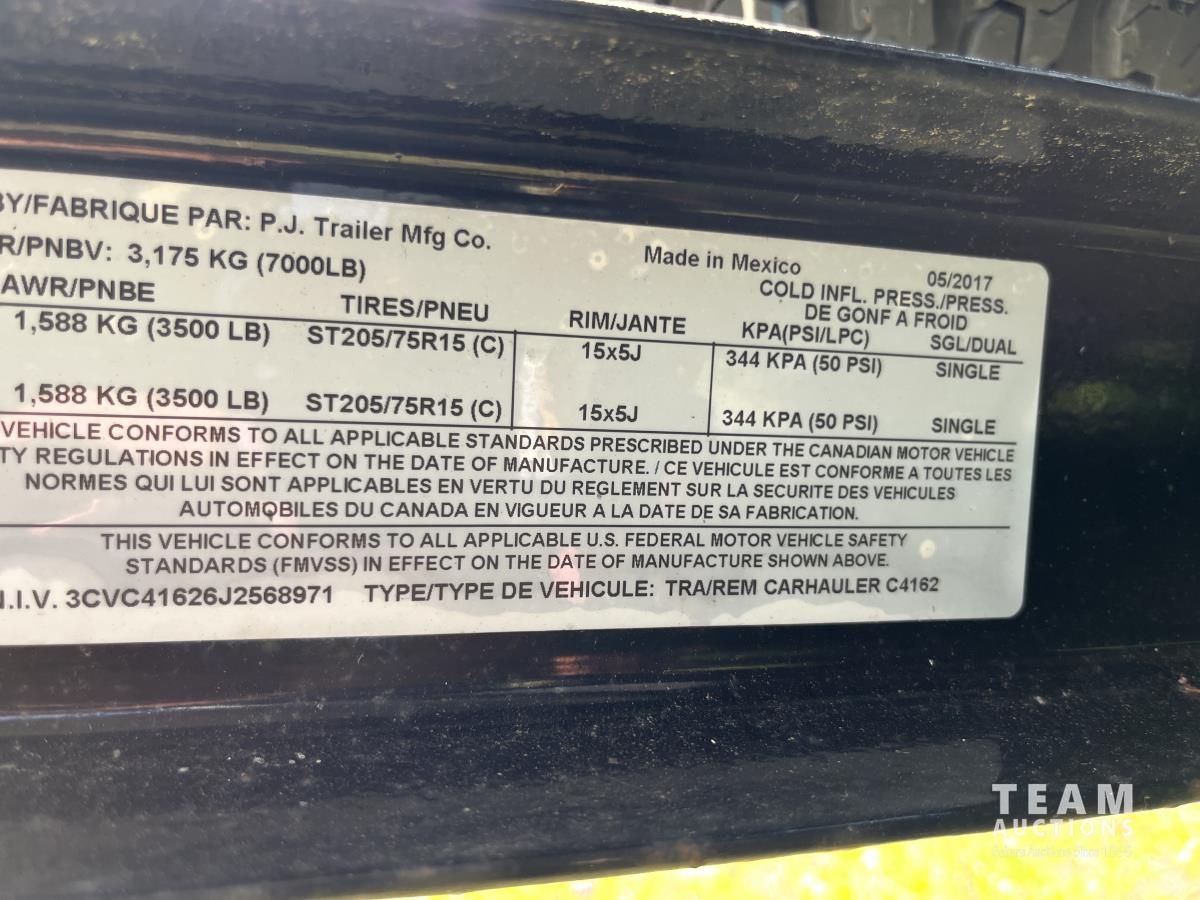 BY/FABRIQUE PAR: P.J. Trailer Mfg Co.
Made in Mexico 05/2017
R/PNBV: 3,175 KG (7000LB)
COLD INFL. PRESS./PRESS.
DE GONF A FROID
AWR/PNBE TIRES/PNEU RIM/JANTE KPA(PSI/LPC) SGL/DUAL
1,588 KG (3500 LB) ST205/75R15 (C) 15x5J 344 KPA (50 PSI) SINGLE
1,588 KG (3500 LB) ST205/75R15 (C) 15x5J 344 KPA (50 PSI) SINGLE
VEHICLE CONFORMS TO ALL APPLICABLE STANDARDS PRESCRIBED UNDER THE CANADIAN MOTOR VEHICLE
TY REGULATIONS IN EFFECT ON THE DATE OF MANUFACTURE. / CE VEHICULE EST CONFORME A TOUTES LES
NORMES QUI LUI SONT APPLICABLES EN VERTU DU REGLEMENT SUR LA SECURITE DES VEHICULES
AUTOMOBILES DU CANADA EN VIGUEUR A LA DATE DE SA FABRICATION.
THIS VEHICLE CONFORMS TO ALL APPLICABLE U.S. FEDERAL MOTOR VEHICLE SAFETY
STANDARDS (FMVSS) IN EFFECT ON THE DATE OF MANUFACTURE SHOWN ABOVE.
.I.V. 3CVC41626J2568971 TYPE/TYPE DE VEHICULE: TRA/REM CARHAULER C4162
TEAM
AUCTIONS